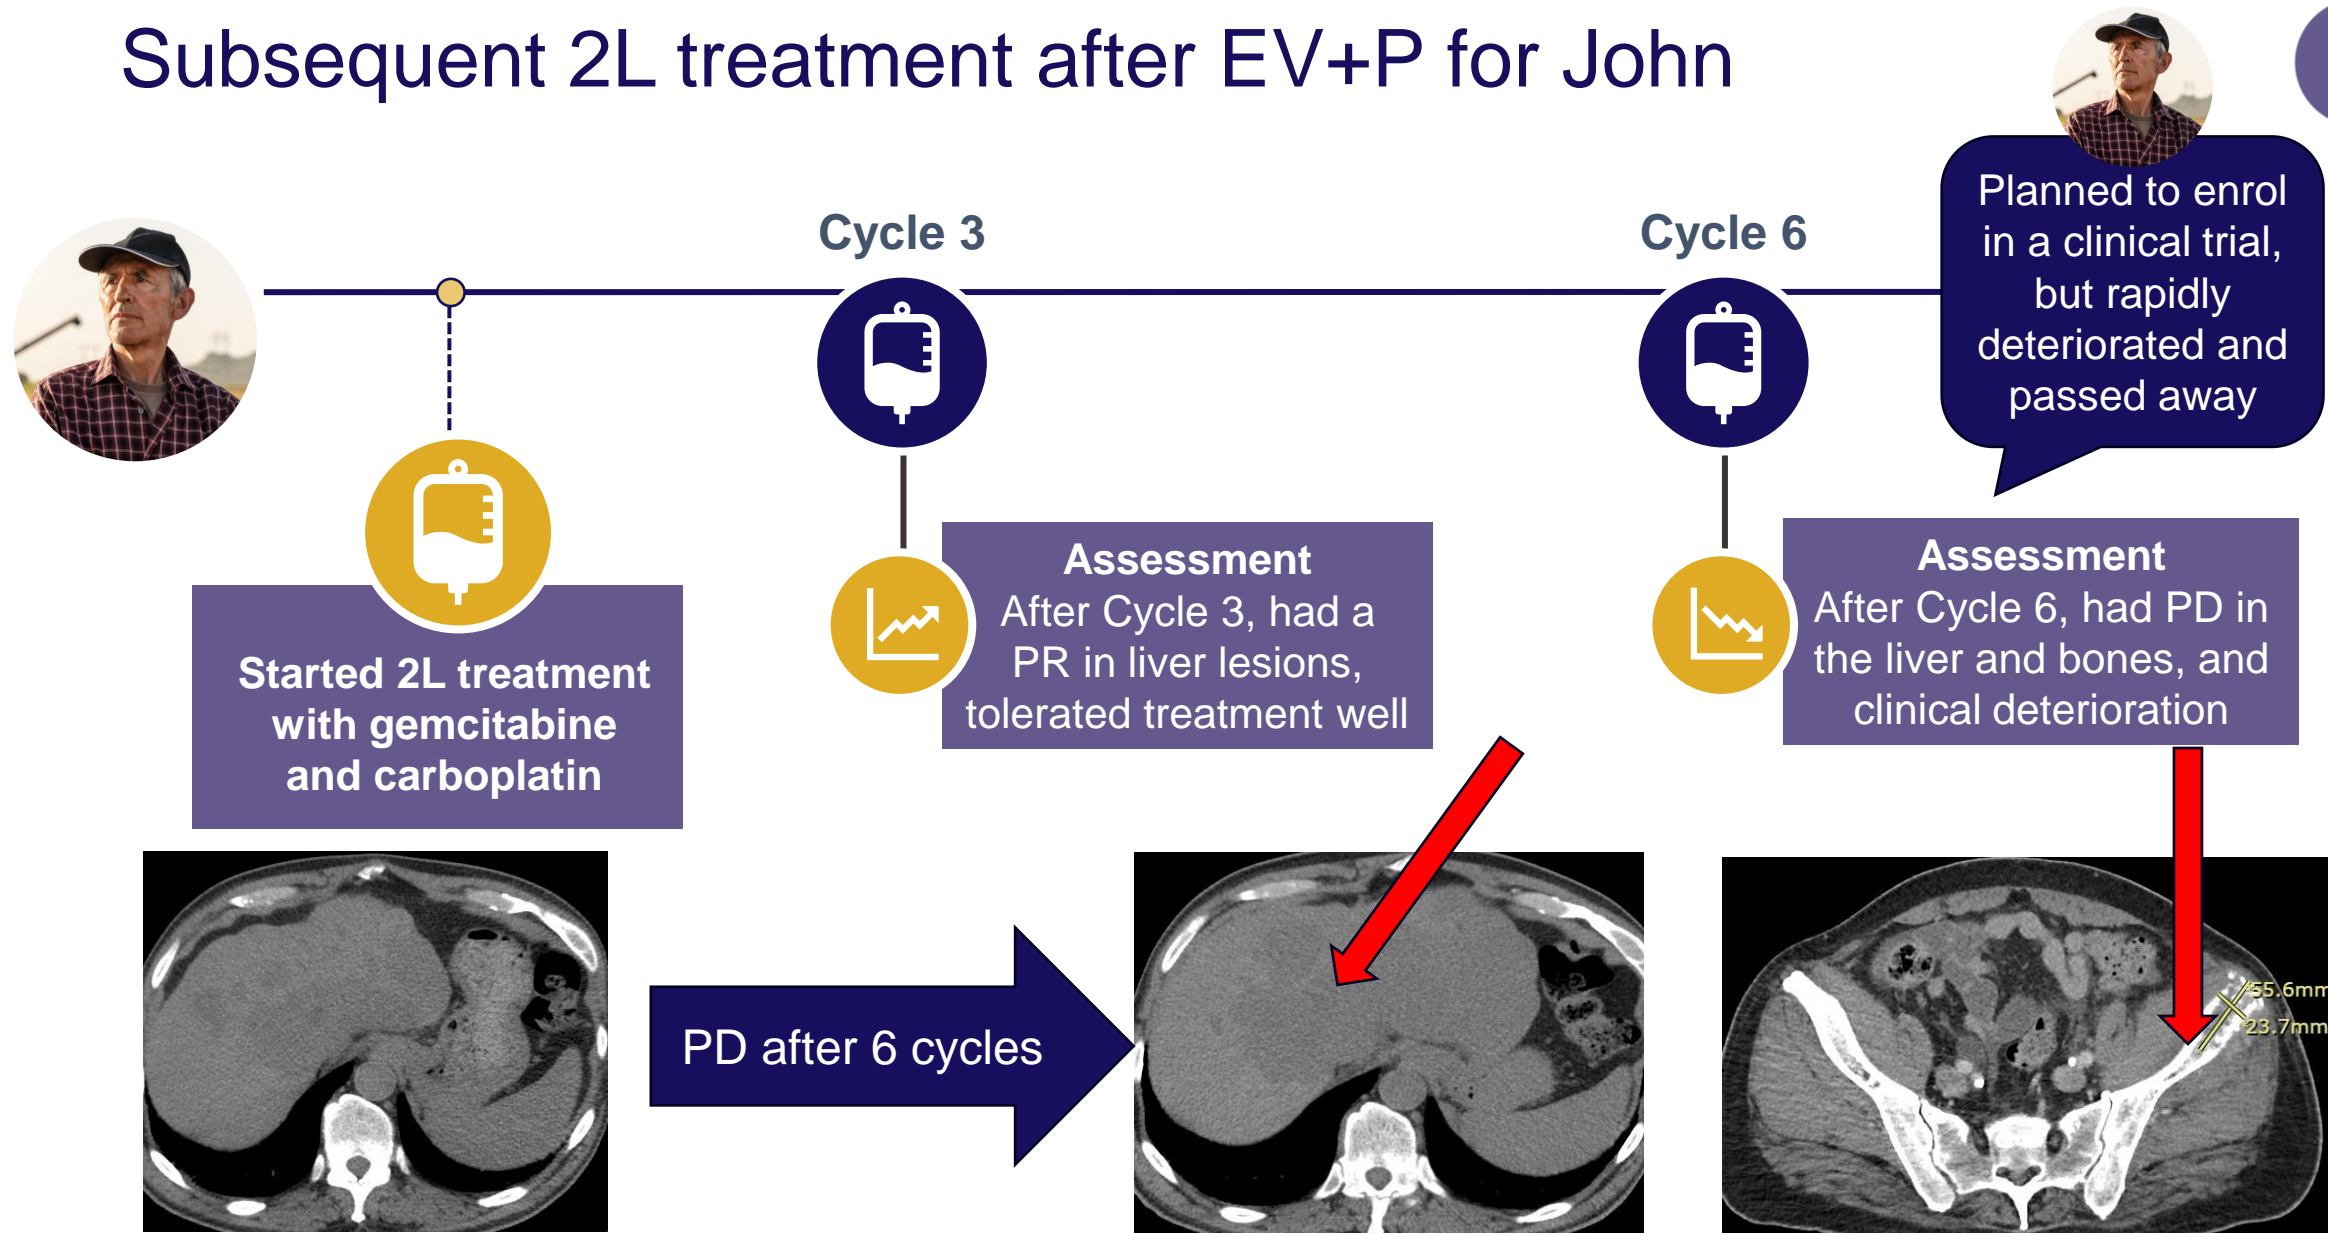 Subsequent 2L treatment after EV+P for John
Planned to enrol
in a clinical trial,
but rapidly
deteriorated and
passed away
Cycle 3
Cycle 6
Started 2L treatment
with gemcitabine
and carboplatin
Assessment
After Cycle 3, had a
PR in liver lesions,
tolerated treatment well
Assessment
After Cycle 6, had PD in
the liver and bones, and
clinical deterioration
PD after 6 cycles
55.6mm
23.7mm